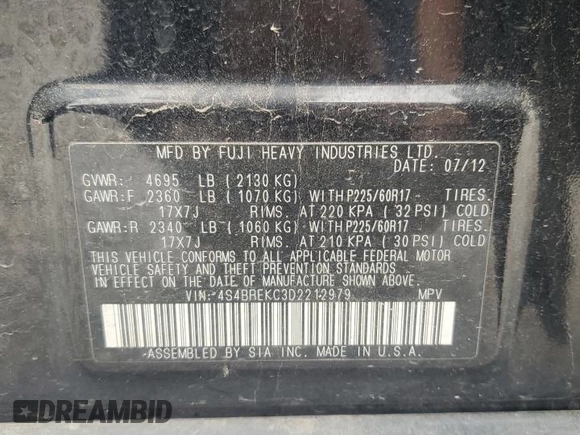 MFD BY FUJI HEAVY INDUSTRIES LTD.
DATE: 07/12
GVWR: 4695 LB (2130 KG)
GAWR:F 2360 LB (1070 KG) WITH P225/60R17 - TIRES.
17X7J RIMS. AT 220 KPA (32 PSI) COLD
GAWR:R 2340 LB (1060 KG) WITH P225/60R17 TIRES.
17X7J RIMS. AT 210 KPA (30 PSI) COLD
THIS VEHICLE CONFORMS TO ALL APPLICABLE FEDERAL MOTOR
VEHICLE SAFETY AND THEFT PREVENTION STANDARDS IN EFFECT ON
THE DATE OF MANUFACTURE SHOWN ABOVE.
VIN: 4S4BREKC3D2212979 MPV
ASSEMBLED BY SIA INC. MADE IN U.S.A.
DREAMBID